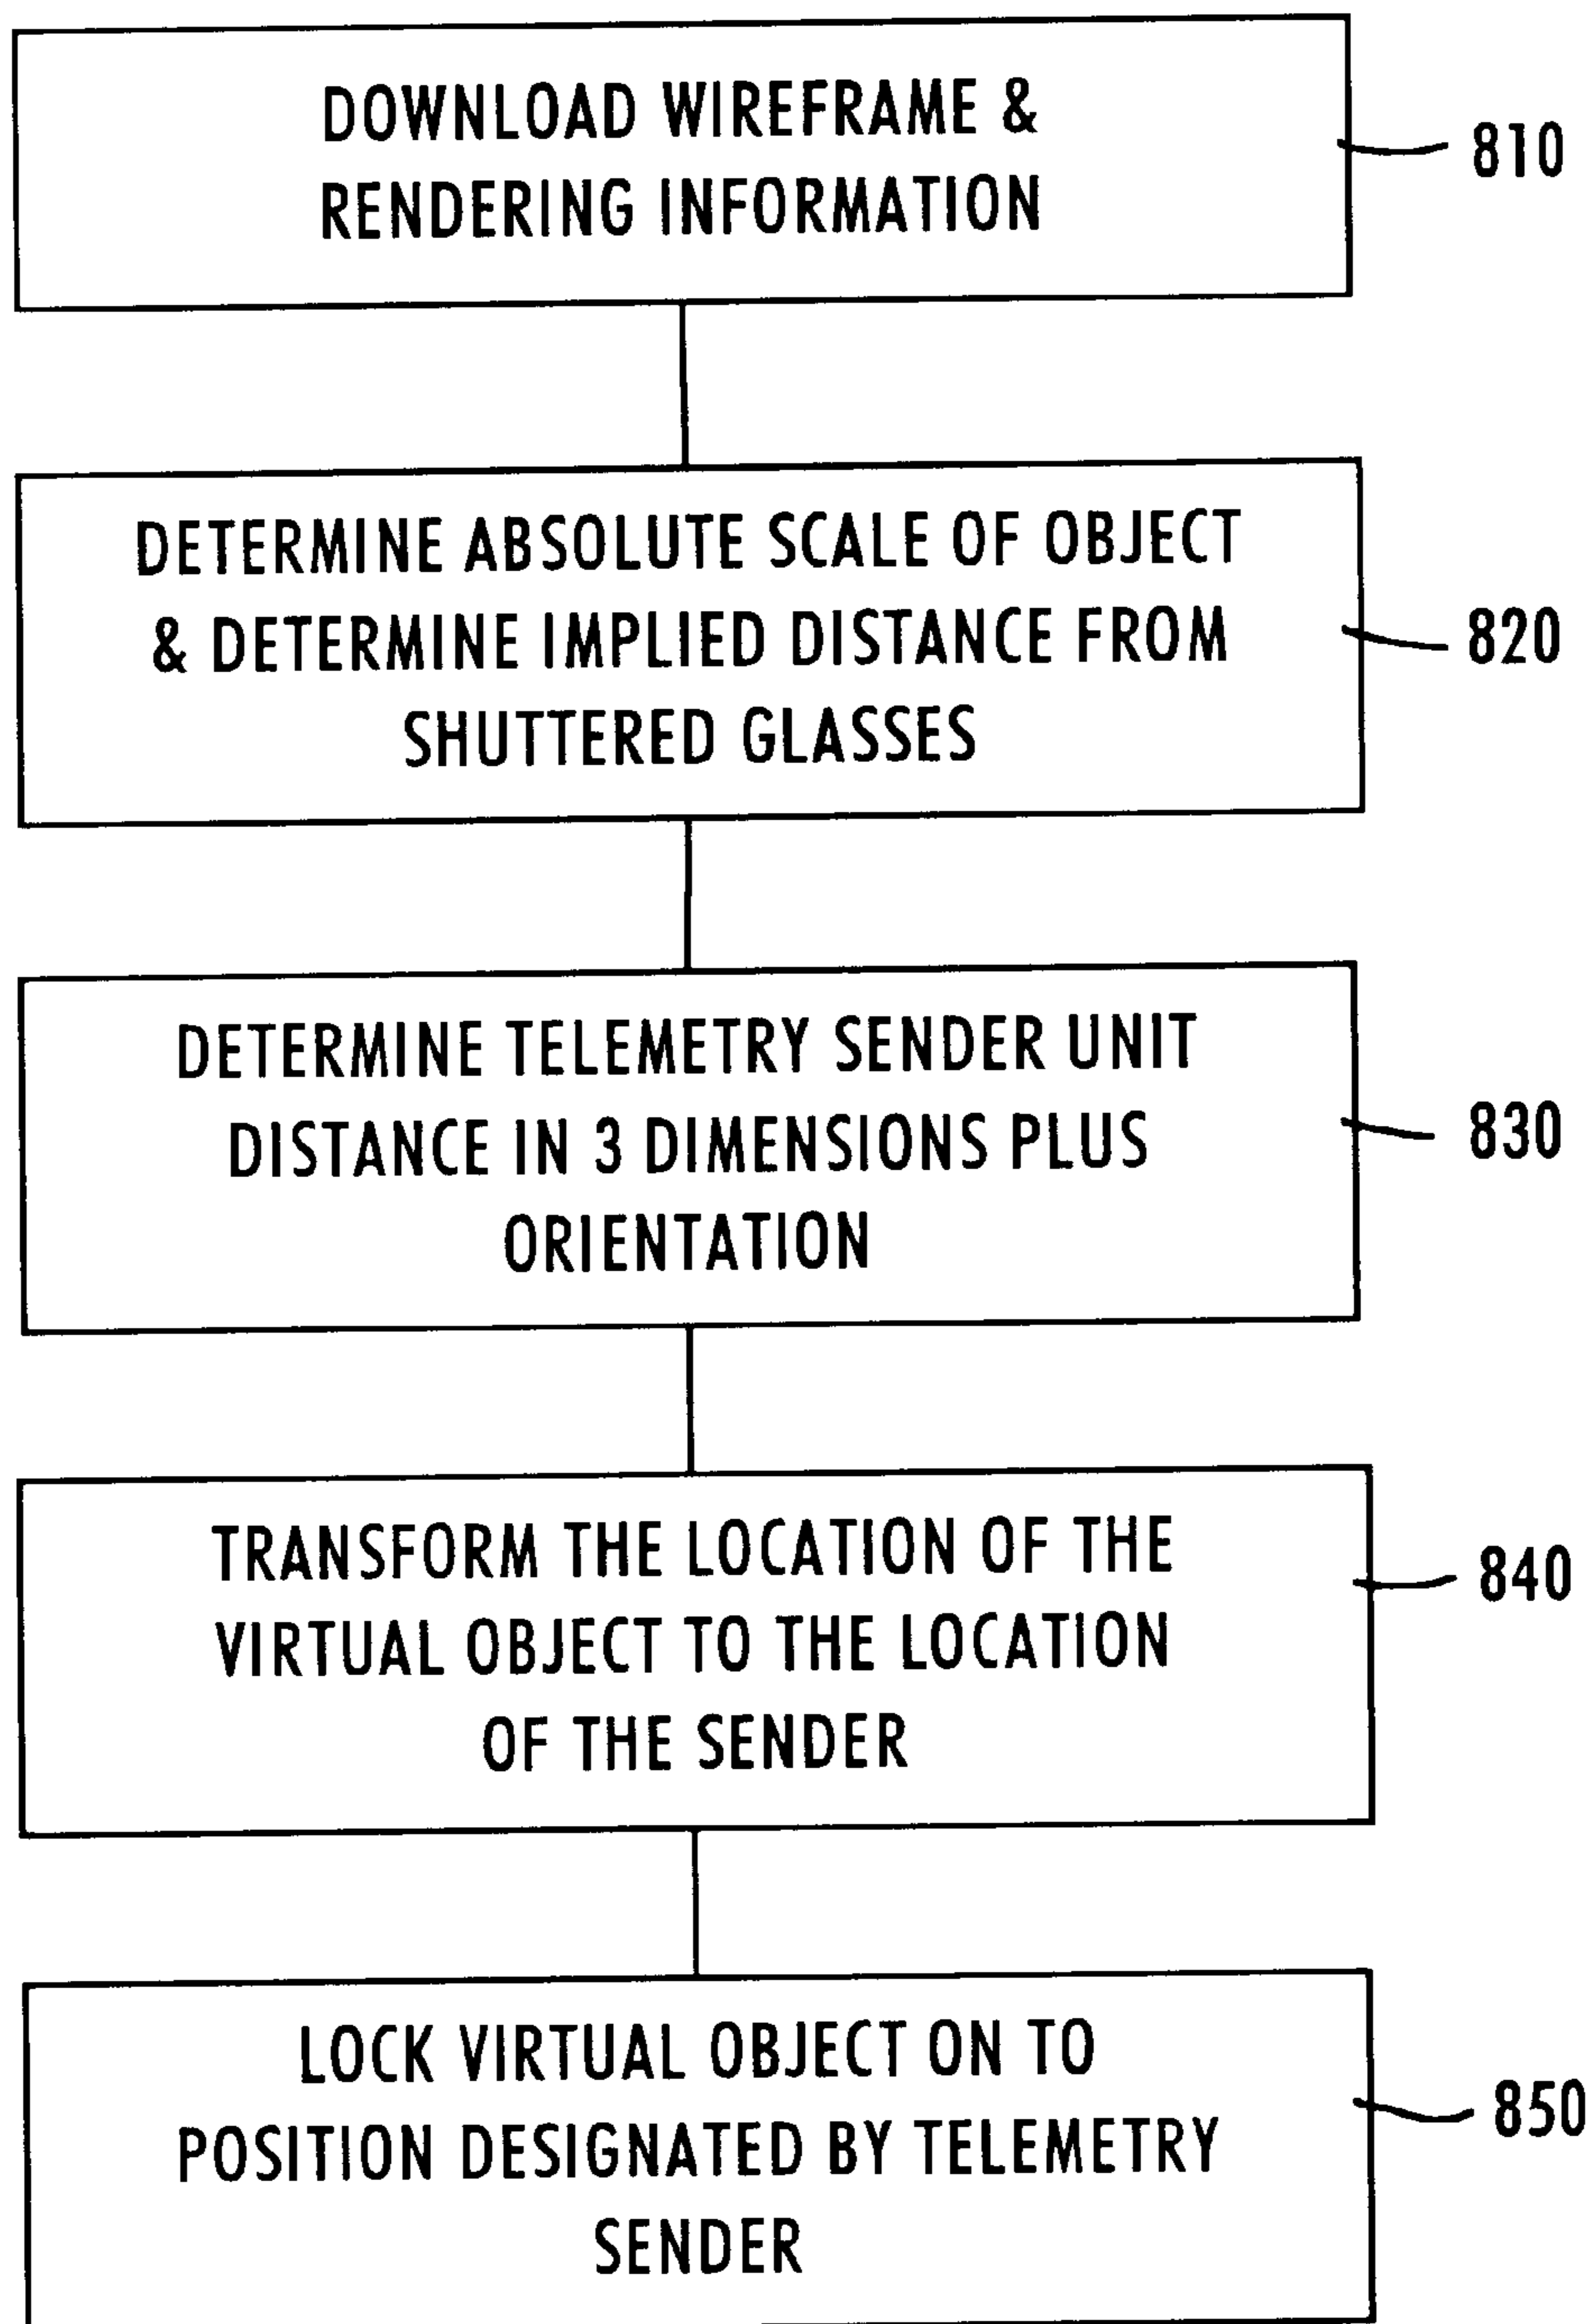 DOWNLOAD WIREFRAME &
RENDERING INFORMATION
810
DETERMINE ABSOLUTE SCALE OF OBJECT
& DETERMINE IMPLIED DISTANCE FROM
SHUTTERED GLASSES
820
DETERMINE TELEMETRY SENDER UNIT
DISTANCE IN 3 DIMENSIONS PLUS
ORIENTATION
830
TRANSFORM THE LOCATION OF THE
VIRTUAL OBJECT TO THE LOCATION
OF THE SENDER
840
LOCK VIRTUAL OBJECT ON TO
POSITION DESIGNATED BY TELEMETRY
SENDER
850